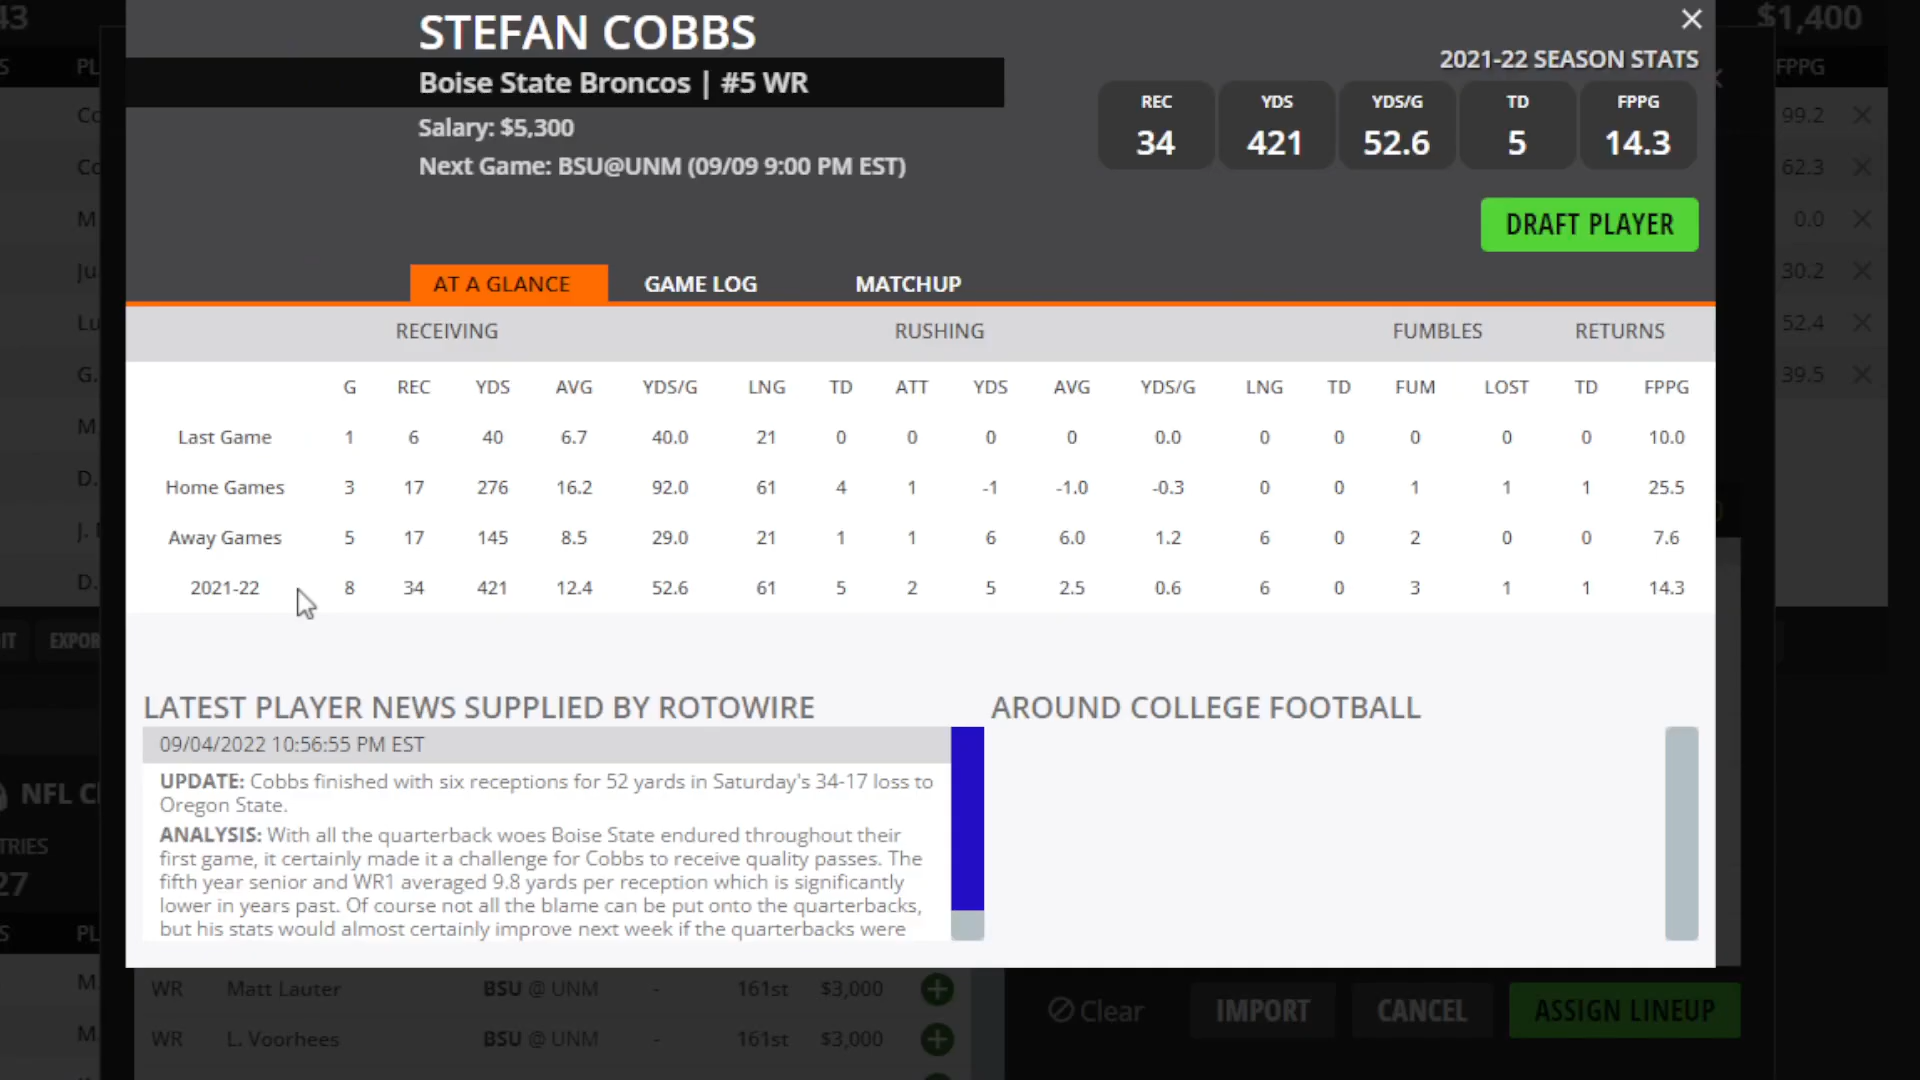 43
$1,400
STEFAN COBBS
2021-22 SEASON STATS
Boise State Broncos | #5 WR
S PL
FPPG
REC YDS YDS/G TD FPPG
34 421 52.6 5 14.3
Salary: $5,300
Next Game: BSU@UNM (09/09 9:00 PM EST)
Co 99.2
Co 62.3
M 0.0
DRAFT PLAYER
Ju 30.2
AT A GLANCE GAME LOG MATCHUP
Lu 52.4
RECEIVING RUSHING FUMBLES RETURNS
G. 39.5
G REC YDS AVG YDS/G LNG TD ATT YDS AVG YDS/G LNG TD FUM LOST TD FPPG
M.
Last Game 1 6 40 6.7 40.0 21 0 0 0 0 0.0 0 0 0 0 0 10.0
D.
Home Games 3 17 276 16.2 92.0 61 4 1 -1 -1.0 -0.3 0 0 1 1 1 25.5
J.
Away Games 5 17 145 8.5 29.0 21 1 1 6 6.0 1.2 6 0 2 0 0 7.6
D.
2021-22 8 34 421 12.4 52.6 61 5 2 5 2.5 0.6 6 0 3 1 1 14.3
IT EXPOR
LATEST PLAYER NEWS SUPPLIED BY ROTOWIRE
AROUND COLLEGE FOOTBALL
09/04/2022 10:56:55 PM EST
UPDATE: Cobbs finished with six receptions for 52 yards in Saturday's 34-17 loss to
Oregon State.
NFL C
ANALYSIS: With all the quarterback woes Boise State endured throughout their
TRIES
first game, it certainly made it a challenge for Cobbs to receive quality passes. The
27
fifth year senior and WR1 averaged 9.8 yards per reception which is significantly
lower in years past. Of course not all the blame can be put onto the quarterbacks,
S PL
but his stats would almost certainly improve next week if the quarterbacks were
M.
WR Matt Lauter BSU @ UNM - 161st $3,000
Clear IMPORT CANCEL ASSIGN LINEUP
M.
WR L. Voorhees BSU @ UNM - 161st $3,000